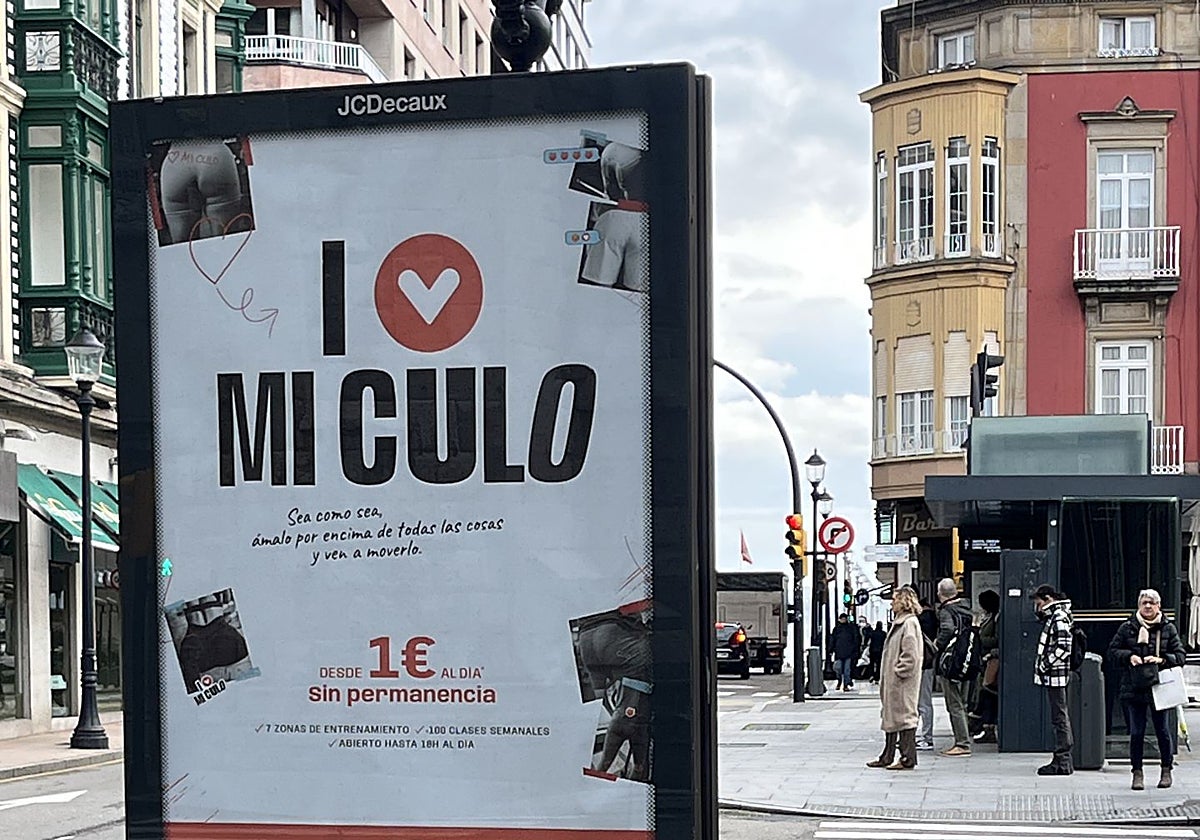 JCDecaux
MI CULO
I
MI CULO
Sea como sea,
ámalo por encima de todas las cosas
y ven a moverlo.
DESDE 1€ AL DÍA*
sin permanencia
✓7 ZONAS DE ENTRENAMIENTO ✓+100 CLASES SEMANALES
✓ABIERTO HASTA 18H AL DÍA
I
MI CULO
Bar